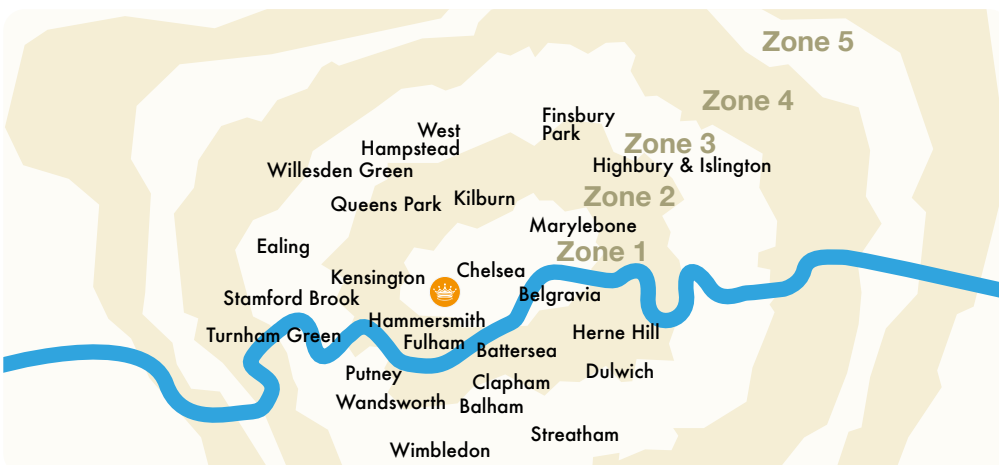 Zone 5
Zone 4
Finsbury
Park
West
Hampstead
Zone 3
Highbury & Islington
Willesden Green
Zone 2
Kilburn
Queens Park
Marylebone
Ealing
Zone 1
Chelsea
Kensington
Belgravia
Stamford Brook
Hammersmith
Herne Hill
Turnham Green
Fulham
Battersea
Dulwich
Putney
Clapham
Wandsworth
Balham
Streatham
Wimbledon